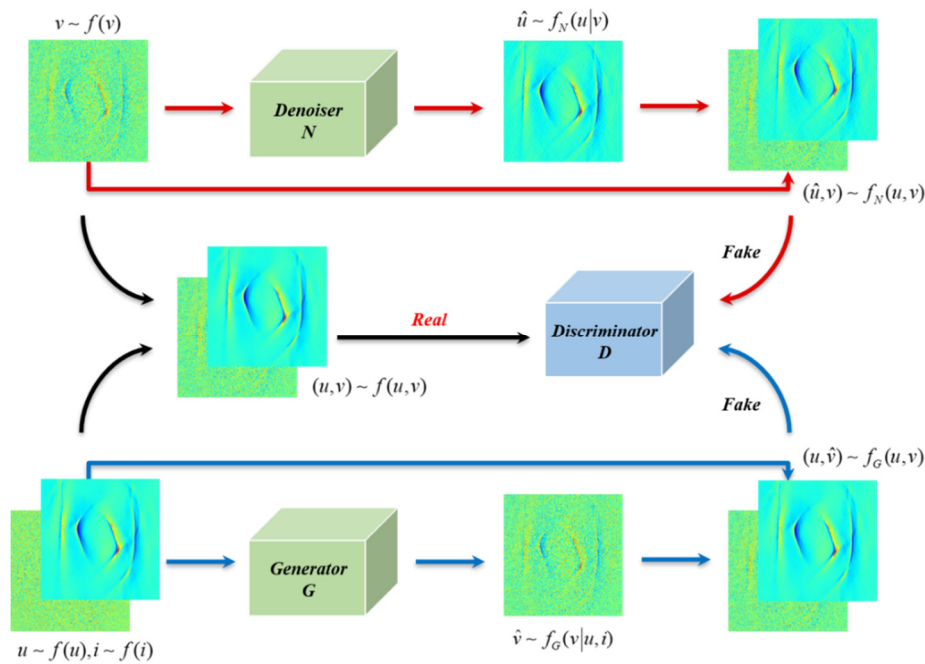 v ~ f(v)
û ~ f_N(u|v)
Denoiser
N
(û,v) ~ f_N(u,v)
Fake
Real
Discriminator
D
(u,v) ~ f(u,v)
Fake
(u,v̂) ~ f_G(u,v)
Generator
G
v̂ ~ f_G(v|u,i)
u ~ f(u),i ~ f(i)